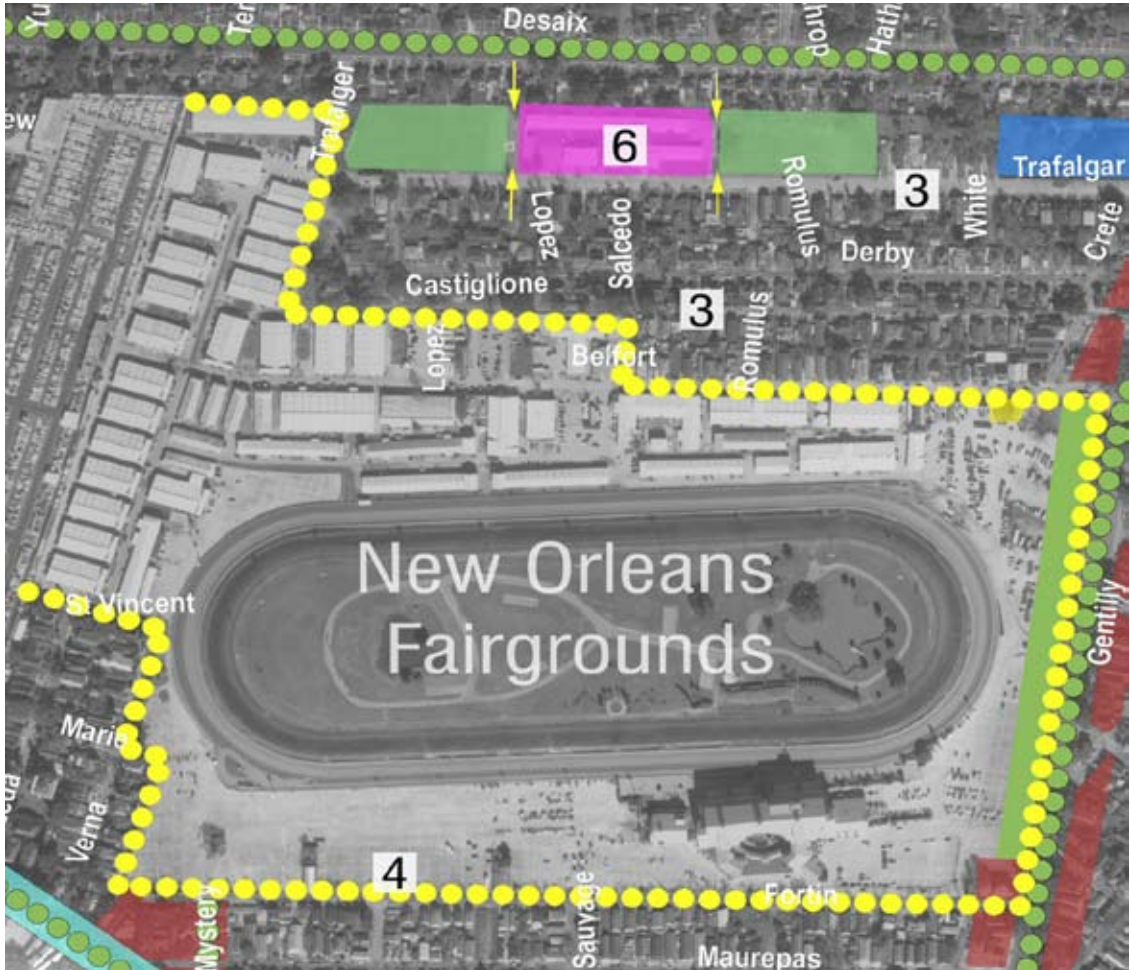 Desaix
Trafalger
6
Trafalgar
3
Lopez
Salcedo
Romulus
White
Crete
Derby
Castiglione
3
Lopez
Belfort
Romulus
New Orleans
Fairgrounds
St Vincent
Gentilly
Marie
Verna
4
Mystery
Sauvage
Fortin
Maurepas